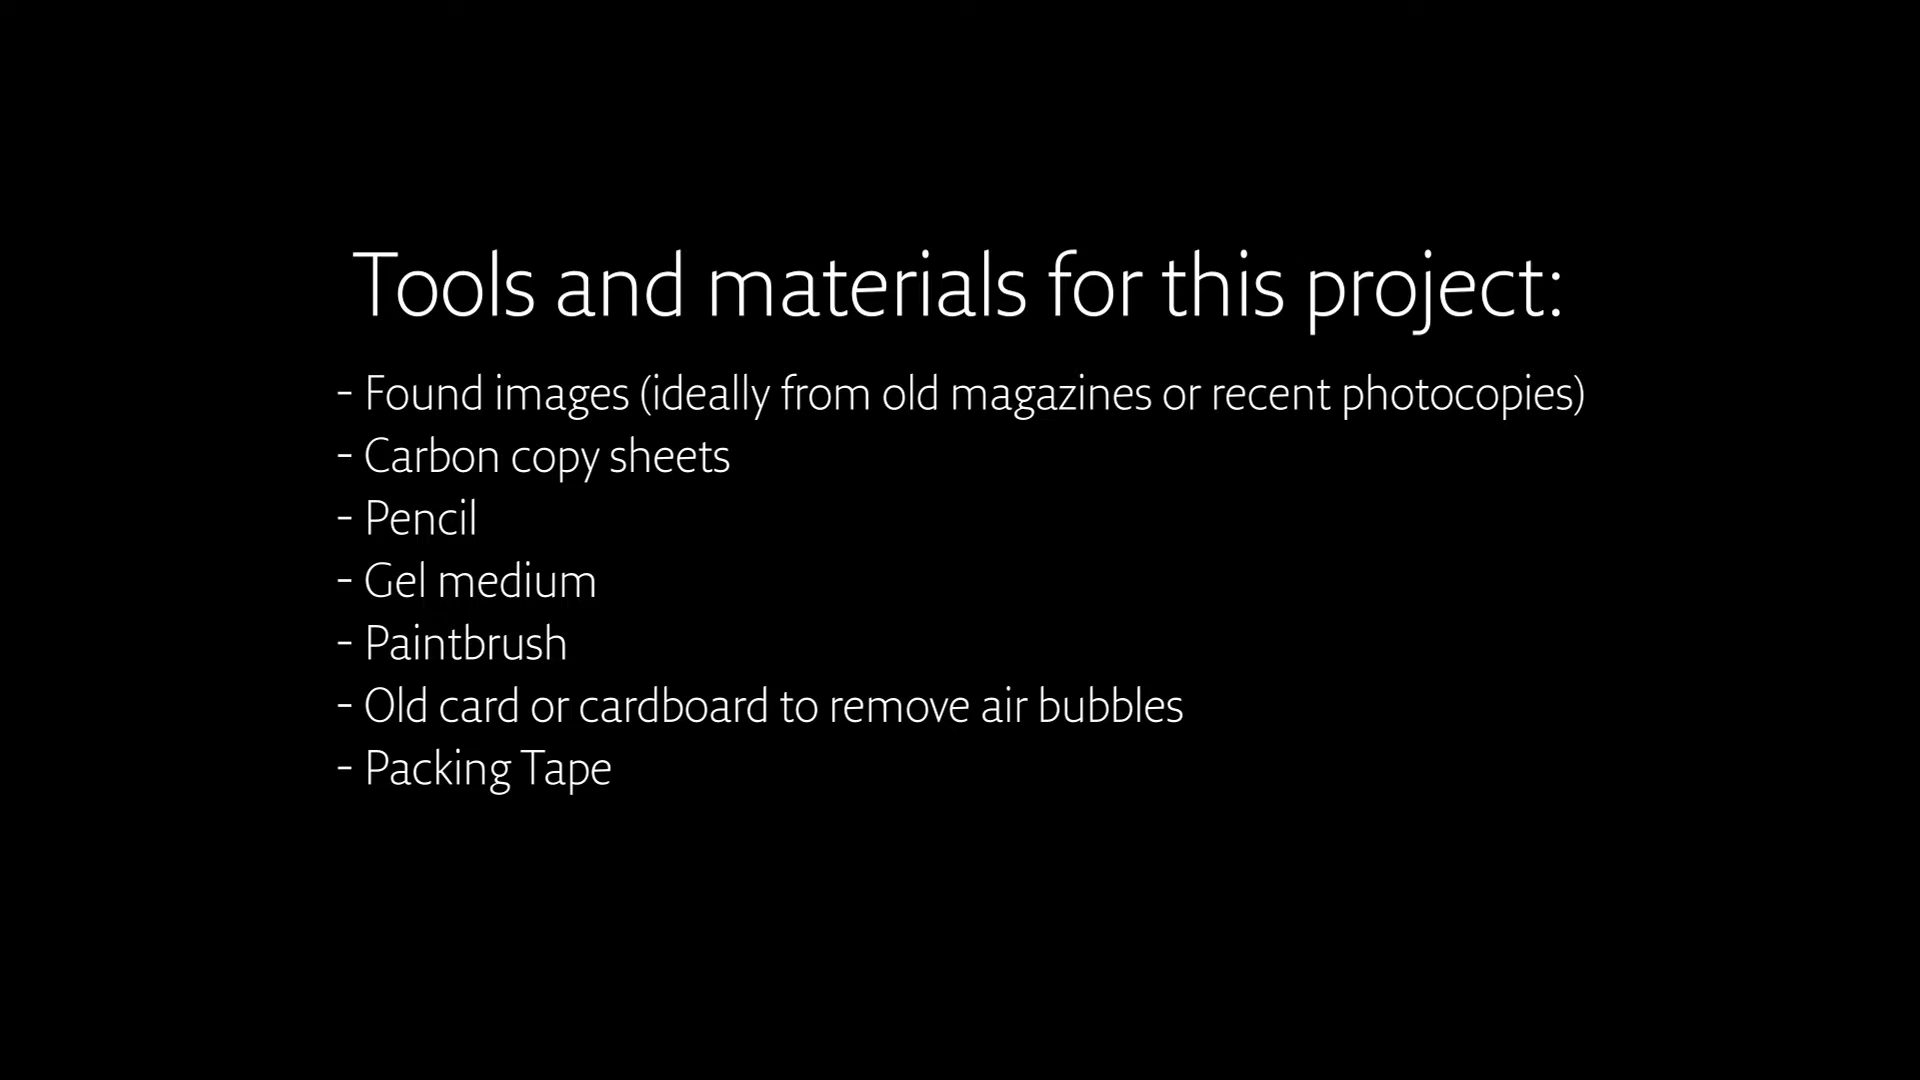 Tools and materials for this project:
- Found images (ideally from old magazines or recent photocopies)
- Carbon copy sheets
- Pencil
- Gel medium
- Paintbrush
- Old card or cardboard to remove air bubbles
- Packing Tape